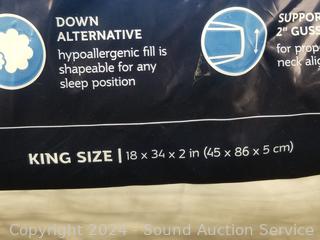 DOWN
ALTERNATIVE
hypoallergenic fill is
shapeable for any
sleep position
SUPPOR
2" GUSS
for prop
neck alig
KING SIZE | 18 x 34 x 2 in (45 x 86 x 5 cm)
Copyright 2024 - Sound Auction Service